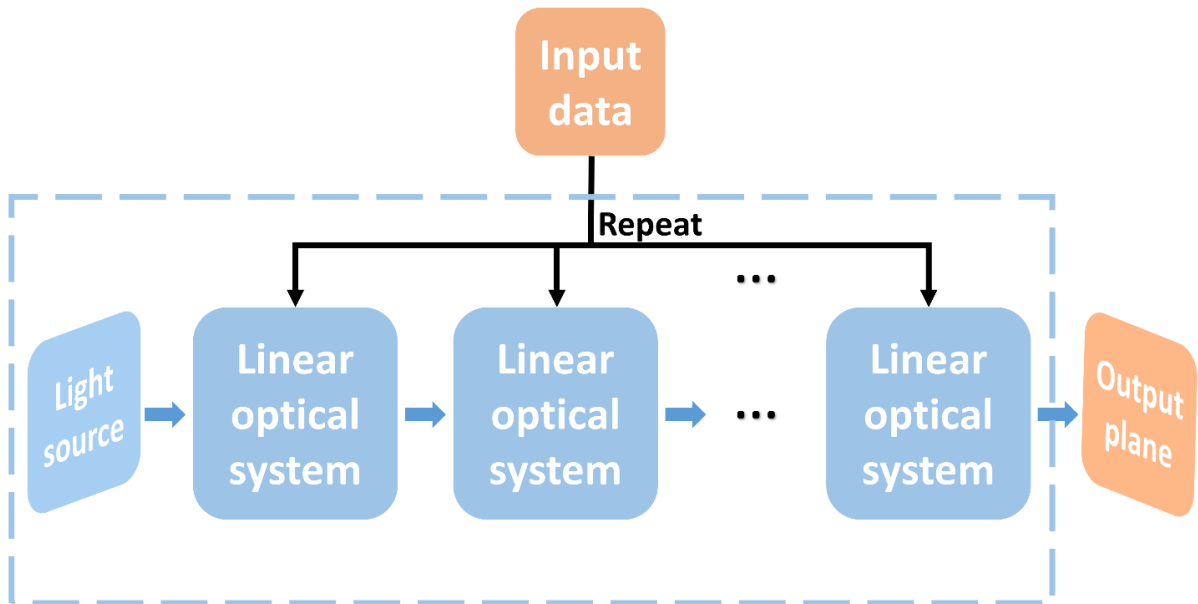 Input
data
Repeat
...
Light
source
Linear
optical
system
Linear
optical
system
...
Linear
optical
system
Output
plane